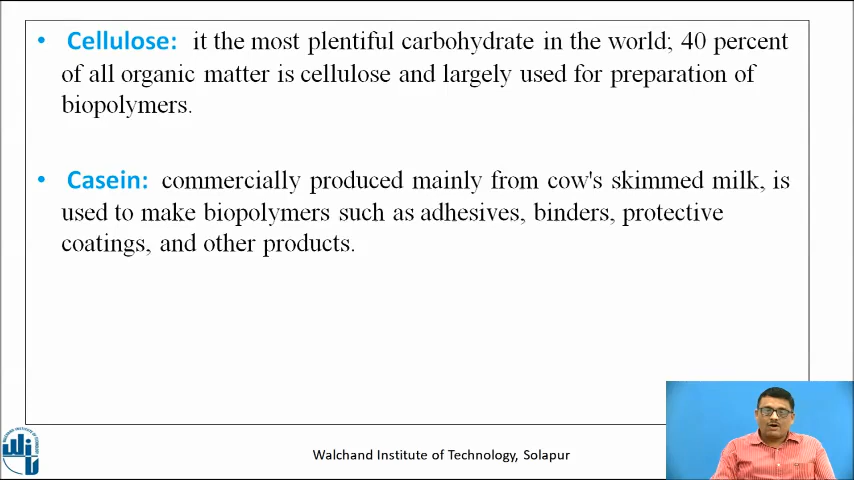 • Cellulose: it the most plentiful carbohydrate in the world; 40 percent
of all organic matter is cellulose and largely used for preparation of
biopolymers.
• Casein: commercially produced mainly from cow's skimmed milk, is
used to make biopolymers such as adhesives, binders, protective
coatings, and other products.
Walchand Institute of Technology, Solapur